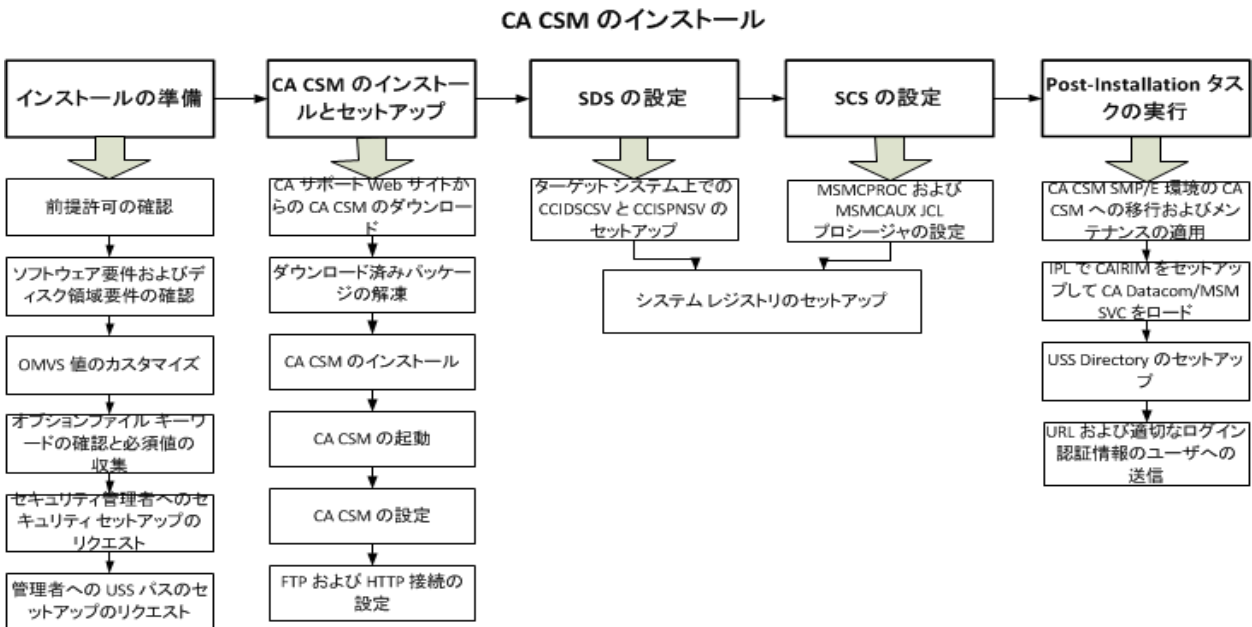 CA CSM のインストール
インストールの準備
CA CSM のインストー
ルとセットアップ
SDS の設定
SCS の設定
Post-Installation タス
クの実行
前提許可の確認
ソフトウェア要件およびデ
ィスク領域要件の確認
OMVS 値のカスタマイズ
オプションファイル キーワ
ードの確認と必須値の
収集
セキュリティ管理者へのセ
キュリティ セットアップの
リクエスト
管理者への USS パスのセ
ットアップのリクエスト
CA サポート Web サイトか
らの CA CSM のダウンロー
ド
ダウンロード済みパッケー
ジの解凍
CA CSM のインストール
CA CSM の起動
CA CSM の設定
FTP および HTTP 接続の
設定
ターゲット システム上での
CCIDSCSV と CCISPNSV の
セットアップ
MSMCPROC および
MSMCAUX JCL
プロシージャの設定
システム レジストリのセットアップ
CA CSM SMP/E 環境の CA
CSM への移行およびメン
テナンスの適用
IPL で CAIRIM をセットアッ
プして CA Datacom/MSM
SVC をロード
USS Directory のセットアッ
プ
URL および適切なログイン
認証情報のユーザへの
送信